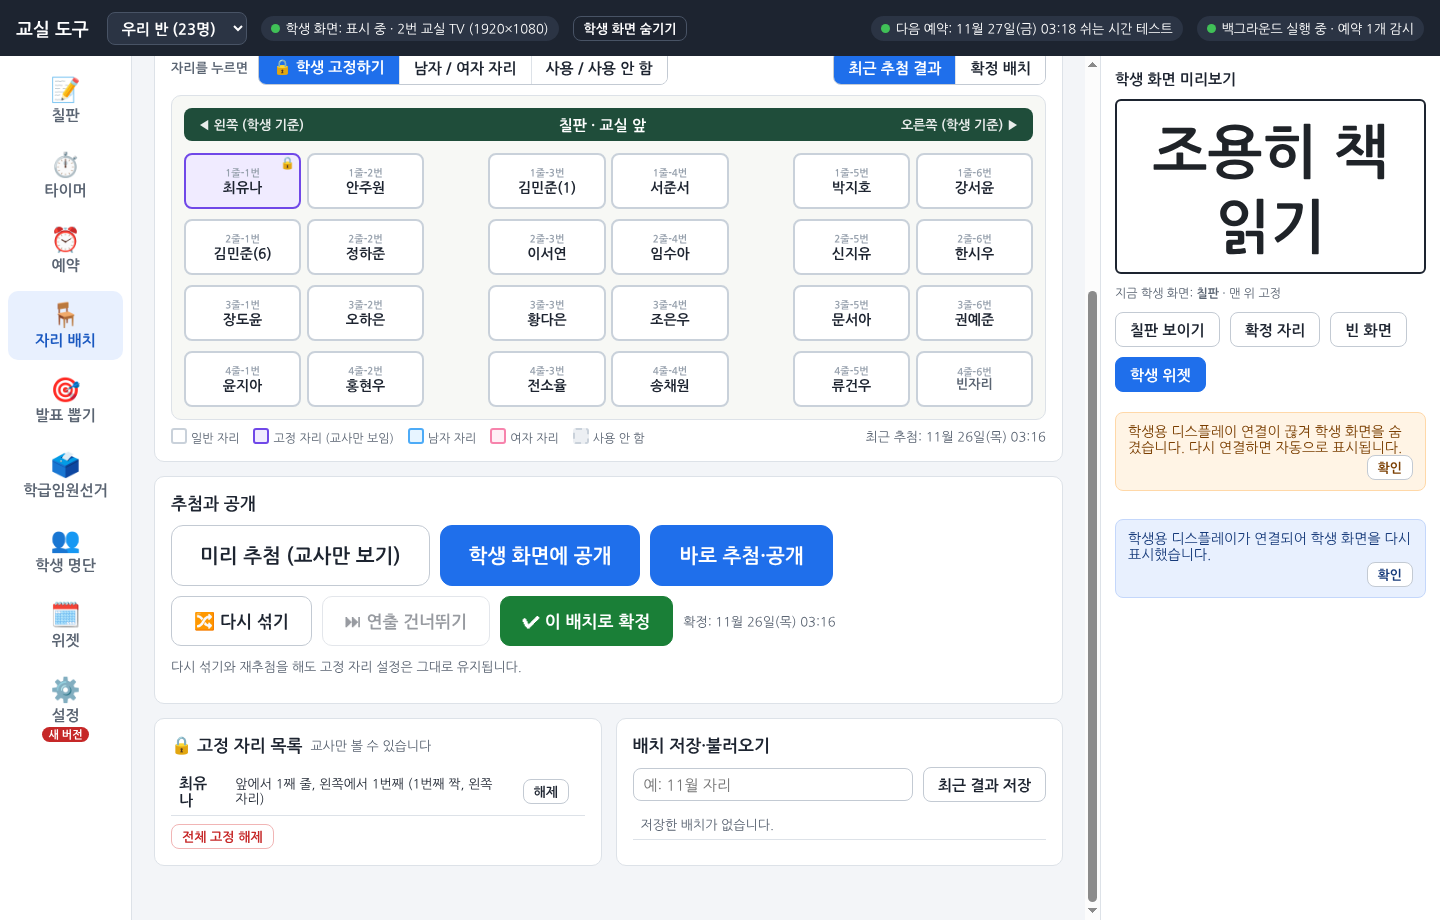 교실 도구
우리 반 (23명)
학생 화면: 표시 중 · 2번 교실 TV (1920×1080)
학생 화면 숨기기
다음 예약: 11월 27일(금) 03:18 쉬는 시간 테스트
백그라운드 실행 중 · 예약 1개 감시
칠판
타이머
예약
자리 배치
발표 뽑기
학급임원선거
학생 명단
위젯
설정
새 버전
자리를 누르면
학생 고정하기
남자 / 여자 자리
사용 / 사용 안 함
최근 추첨 결과
확정 배치
◀ 왼쪽 (학생 기준)
칠판 · 교실 앞
오른쪽 (학생 기준) ▶
1줄-1번
최유나
1줄-2번
안주원
1줄-3번
김민준(1)
1줄-4번
서준서
1줄-5번
박지호
1줄-6번
강서윤
2줄-1번
김민준(6)
2줄-2번
정하준
2줄-3번
이서연
2줄-4번
임수아
2줄-5번
신지유
2줄-6번
한시우
3줄-1번
장도윤
3줄-2번
오하은
3줄-3번
황다은
3줄-4번
조은우
3줄-5번
문서아
3줄-6번
권예준
4줄-1번
윤지아
4줄-2번
홍현우
4줄-3번
전소율
4줄-4번
송채원
4줄-5번
류건우
4줄-6번
빈자리
일반 자리
고정 자리 (교사만 보임)
남자 자리
여자 자리
사용 안 함
최근 추첨: 11월 26일(목) 03:16
추첨과 공개
미리 추첨 (교사만 보기)
학생 화면에 공개
바로 추첨·공개
다시 섞기
연출 건너뛰기
이 배치로 확정
확정: 11월 26일(목) 03:16
다시 섞기와 재추첨을 해도 고정 자리 설정은 그대로 유지됩니다.
고정 자리 목록
교사만 볼 수 있습니다
최유
나
앞에서 1째 줄, 왼쪽에서 1번째 (1번째 짝, 왼쪽
자리)
해제
전체 고정 해제
배치 저장·불러오기
예: 11월 자리
최근 결과 저장
저장한 배치가 없습니다.
학생 화면 미리보기
조용히 책
읽기
지금 학생 화면: 칠판 · 맨 위 고정
칠판 보이기
확정 자리
빈 화면
학생 위젯
학생용 디스플레이 연결이 끊겨 학생 화면을 숨
겼습니다. 다시 연결하면 자동으로 표시됩니다.
확인
학생용 디스플레이가 연결되어 학생 화면을 다시
표시했습니다.
확인